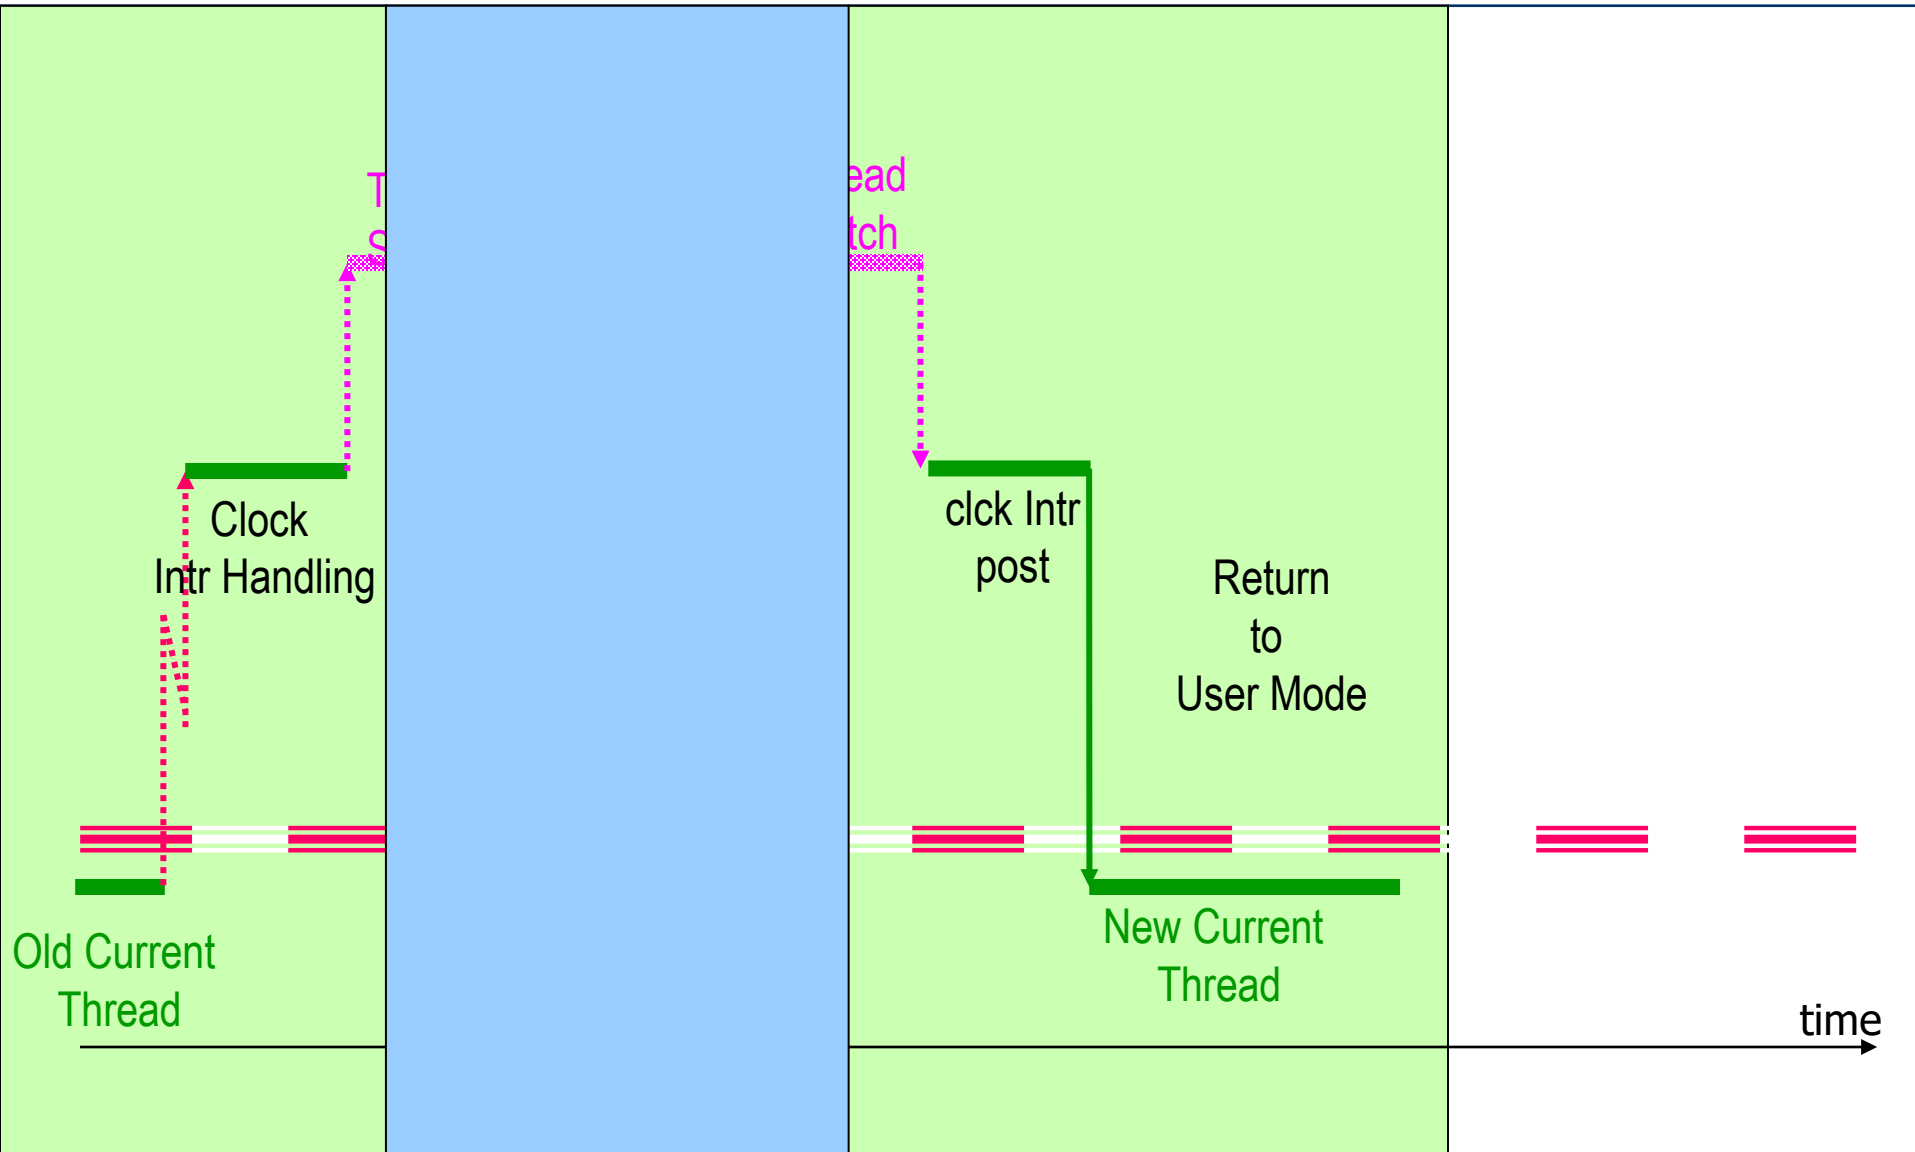 ead
tch
Clock
Intr Handling
clck Intr
post
Return
to
User Mode
Old Current
Thread
New Current
Thread
time